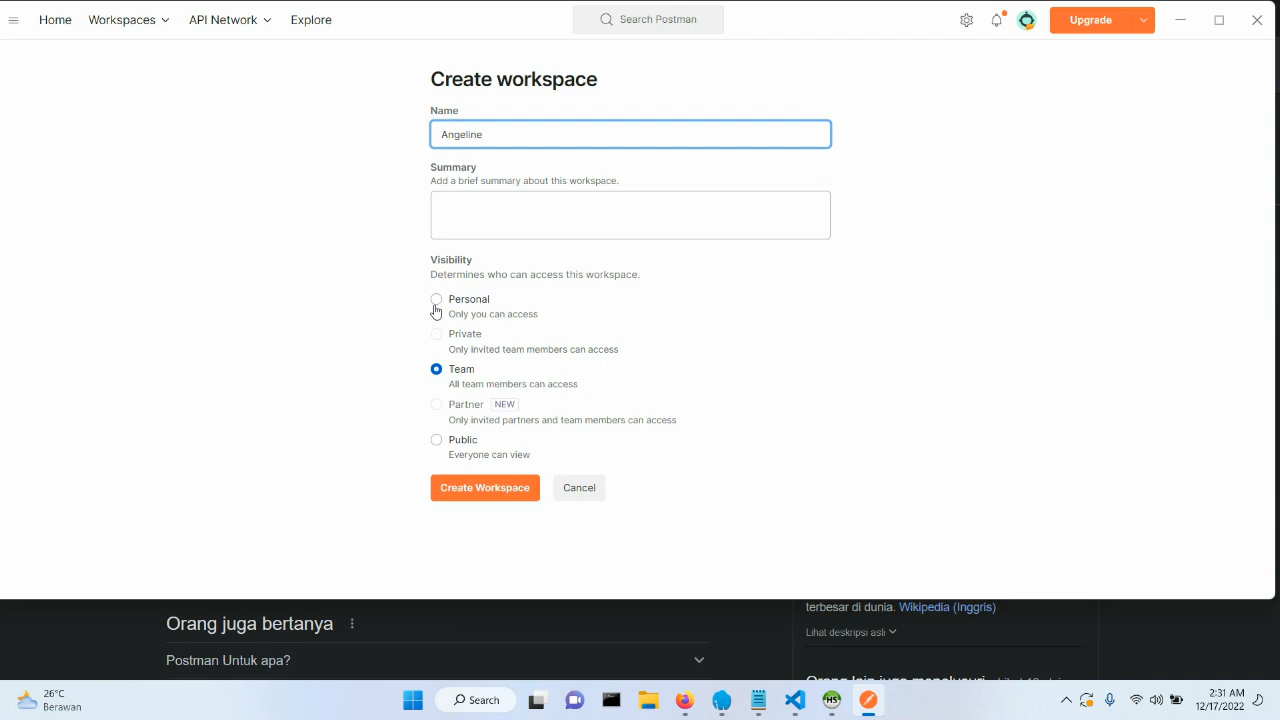 Home Workspaces API Network Explore Search Postman Upgrade
Create workspace
Name
Angeline
Summary
Add a brief summary about this workspace.
Visibility
Determines who can access this workspace.
Personal
Only you can access
Private
Only invited team members can access
Team
All team members can access
Partner NEW
Only invited partners and team members can access
Public
Everyone can view
Create Workspace Cancel
terbesar di dunia. Wikipedia (Inggris)
Orang juga bertanya
Lihat deskripsi asli
Postman Untuk apa?
26°C
Berawan
Search
HS
2:31 AM
12/17/2022